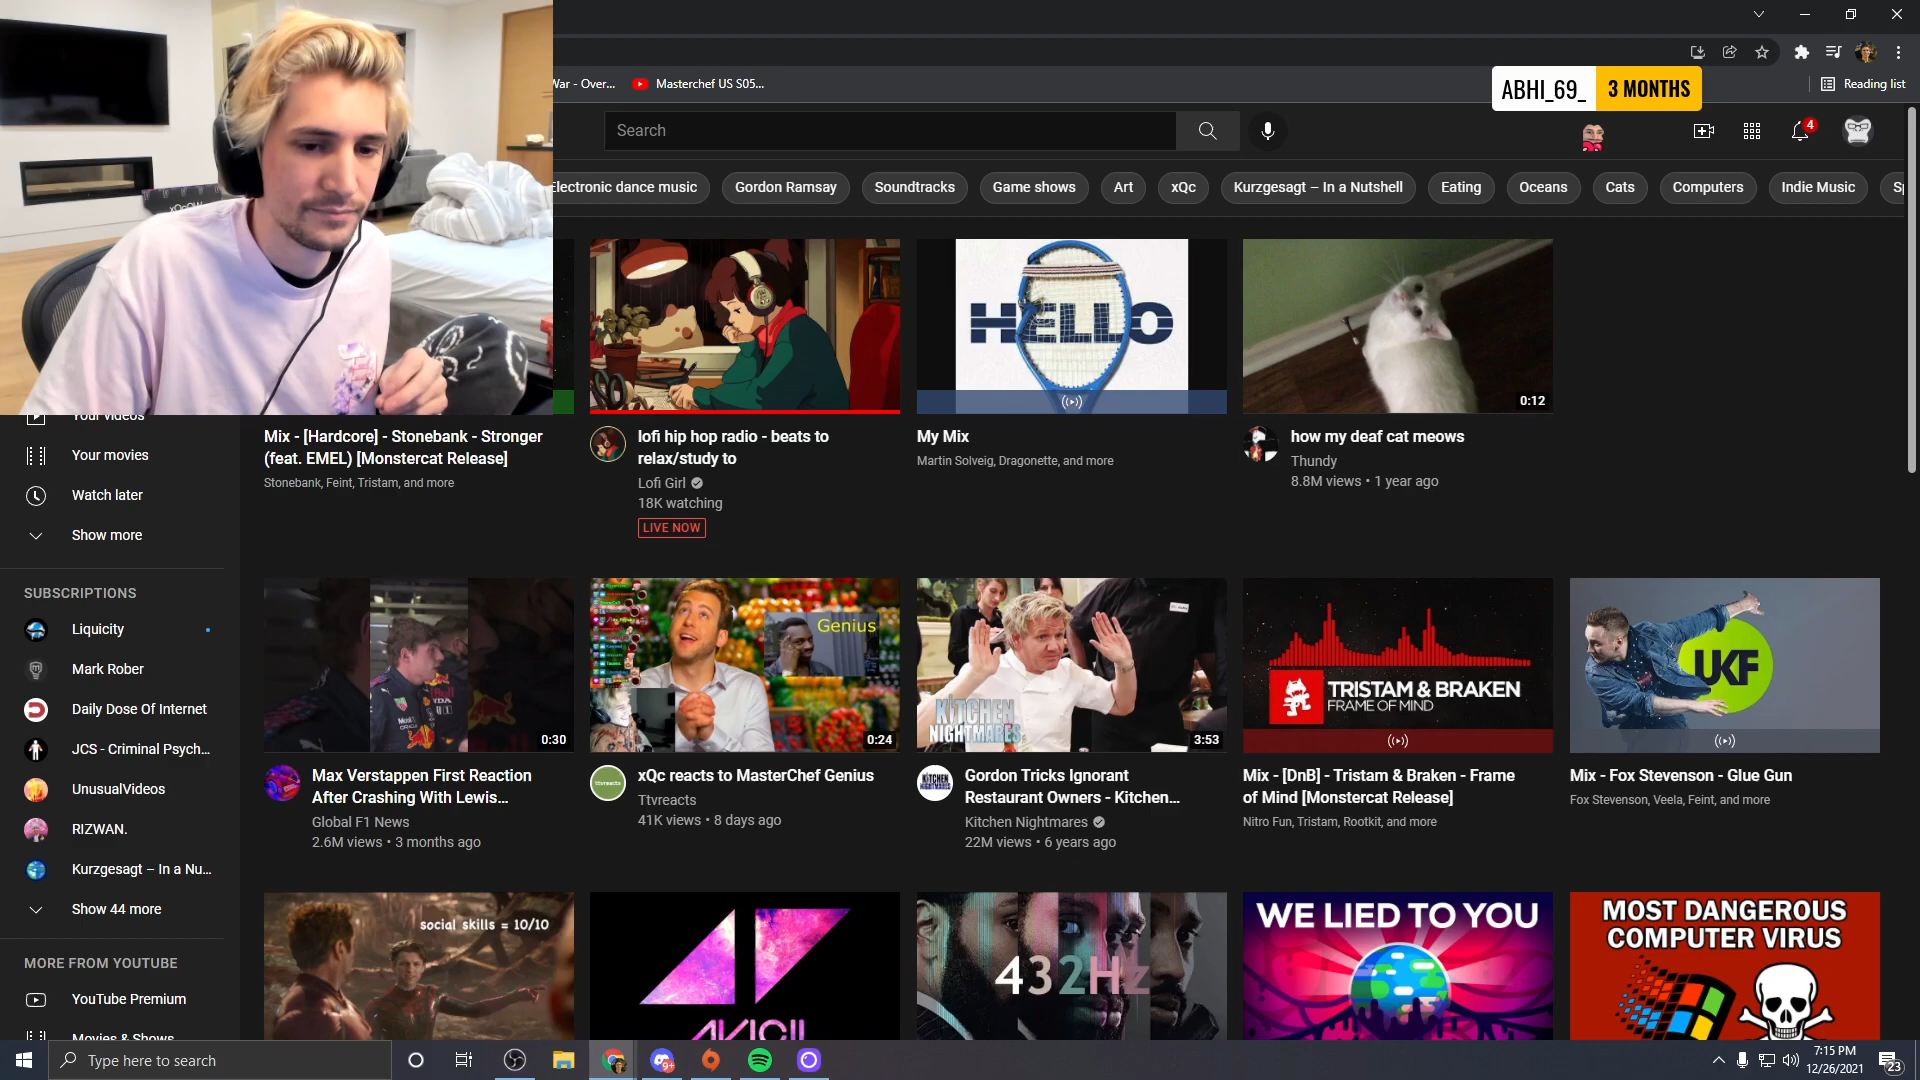 War - Over...
Masterchef US S05...
ABHI_69_ 3 MONTHS
Reading list
Search
4
Electronic dance music
Gordon Ramsay
Soundtracks
Game shows
Art
xQc
Kurzgesagt – In a Nutshell
Eating
Oceans
Cats
Computers
Indie Music
HELLO
0:12
Your videos
Your movies
Watch later
Show more
Mix - [Hardcore] - Stonebank - Stronger
(feat. EMEL) [Monstercat Release]
Stonebank, Feint, Tristam, and more
lofi hip hop radio - beats to
relax/study to
Lofi Girl
18K watching
LIVE NOW
My Mix
Martin Solveig, Dragonette, and more
how my deaf cat meows
Thundy
8.8M views • 1 year ago
SUBSCRIPTIONS
Liquicity
Mark Rober
Daily Dose Of Internet
JCS - Criminal Psych...
UnusualVideos
RIZWAN.
Kurzgesagt – In a Nu...
Show 44 more
MORE FROM YOUTUBE
YouTube Premium
Movies & Shows
0:30
Max Verstappen First Reaction
After Crashing With Lewis...
Global F1 News
2.6M views • 3 months ago
Genius
0:24
xQc reacts to MasterChef Genius
Ttvreacts
41K views • 8 days ago
KITCHEN
NIGHTMARES
3:53
Gordon Tricks Ignorant
Restaurant Owners - Kitchen...
Kitchen Nightmares
22M views • 6 years ago
TRISTAM & BRAKEN
FRAME OF MIND
Mix - [DnB] - Tristam & Braken - Frame
of Mind [Monstercat Release]
Nitro Fun, Tristam, Rootkit, and more
UKF
Mix - Fox Stevenson - Glue Gun
Fox Stevenson, Veela, Feint, and more
social skills = 10/10
AVICII
432Hz
WE LIED TO YOU
MOST DANGEROUS
COMPUTER VIRUS
Type here to search
9+
7:15 PM
12/26/2021
23